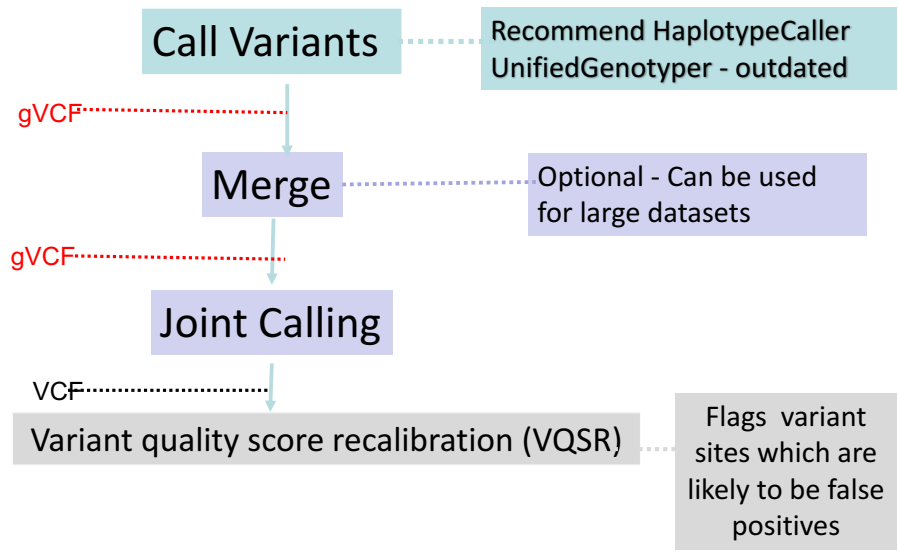 Call Variants
Recommend HaplotypeCaller
UnifiedGenotyper - outdated
gVCF
Merge
Optional - Can be used
for large datasets
gVCF
Joint Calling
VCF
Variant quality score recalibration (VQSR)
Flags variant
sites which are
likely to be false
positives